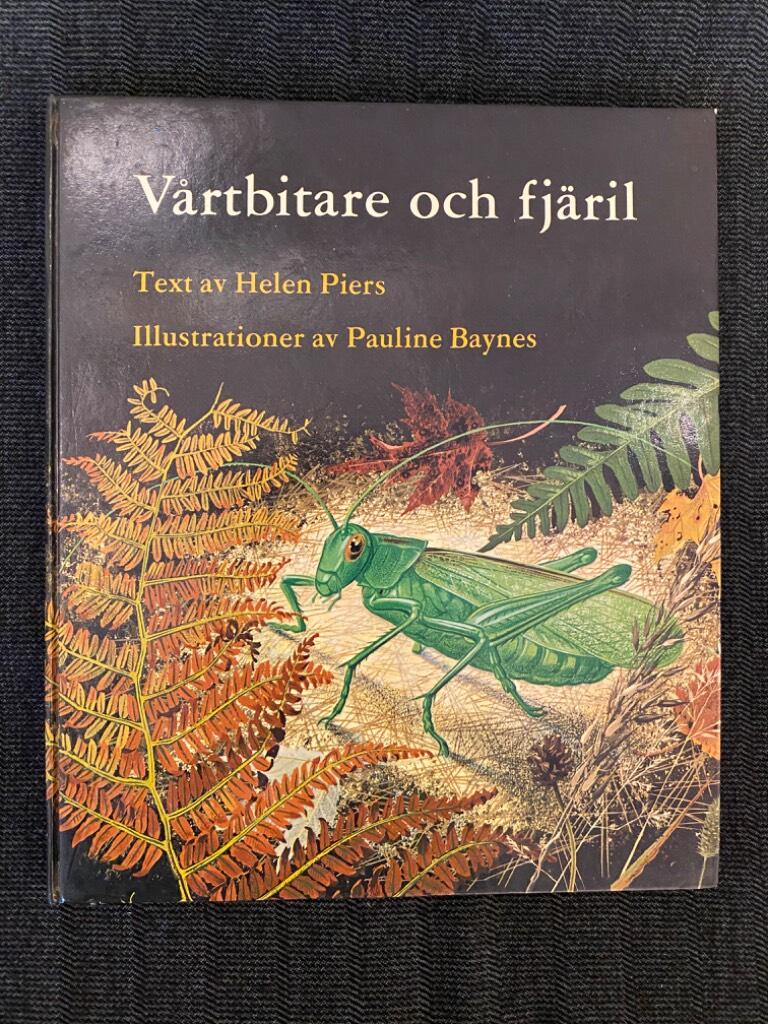 Vårtbitare och fjäril
Text av Helen Piers
Illustrationer av Pauline Baynes